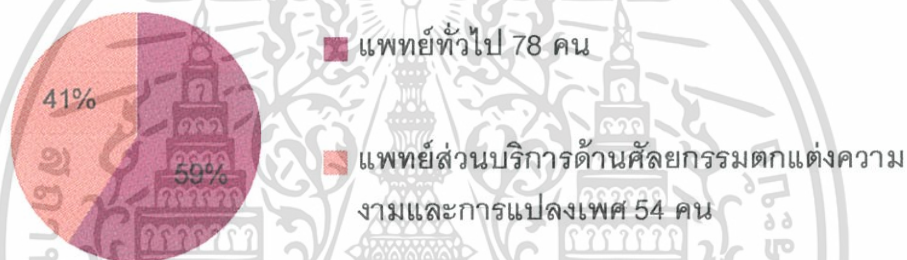 41%
59%
แพทย์ทั่วไป 78 คน
แพทย์ส่วนบริการด้านศัลยกรรมตกแต่งความ
งามและการแปลงเพศ 54 คน